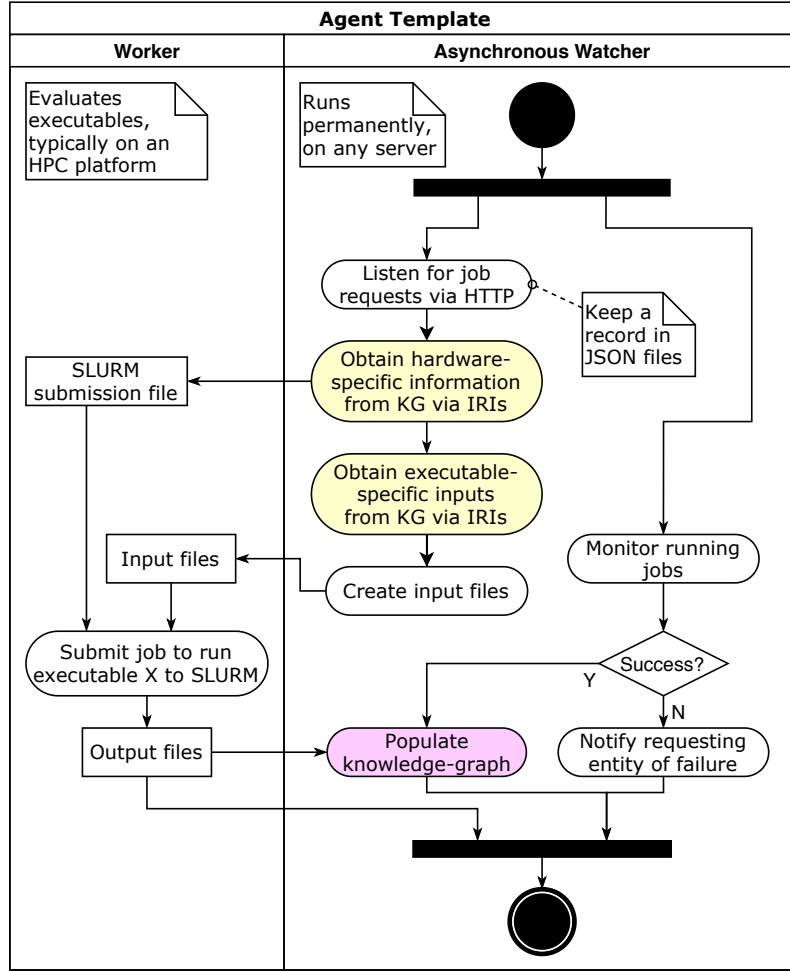 Agent Template
Worker
Asynchronous Watcher
Evaluates
executables,
typically on an
HPC platform
Runs
permanently,
on any server
Listen for job
requests via HTTP
Keep a
record in
JSON files
Obtain hardware-
specific information
from KG via IRIs
SLURM
submission file
Obtain executable-
specific inputs
from KG via IRIs
Input files
Create input files
Monitor running
jobs
Submit job to run
executable X to SLURM
Success?
Y
N
Output files
Populate
knowledge-graph
Notify requesting
entity of failure